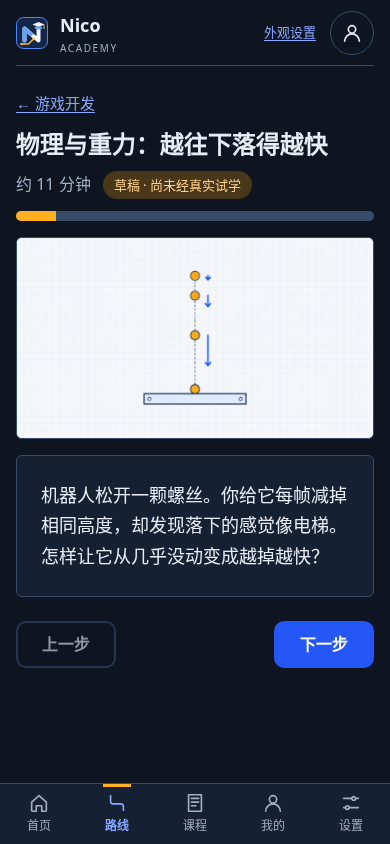 Nico
ACADEMY
外观设置
← 游戏开发
物理与重力：越往下落得越快
约 11 分钟
草稿 · 尚未经真实试学
机器人松开一颗螺丝。你给它每帧减掉
相同高度，却发现落下的感觉像电梯。
怎样让它从几乎没动变成越掉越快？
上一步
下一步
首页
路线
课程
我的
设置